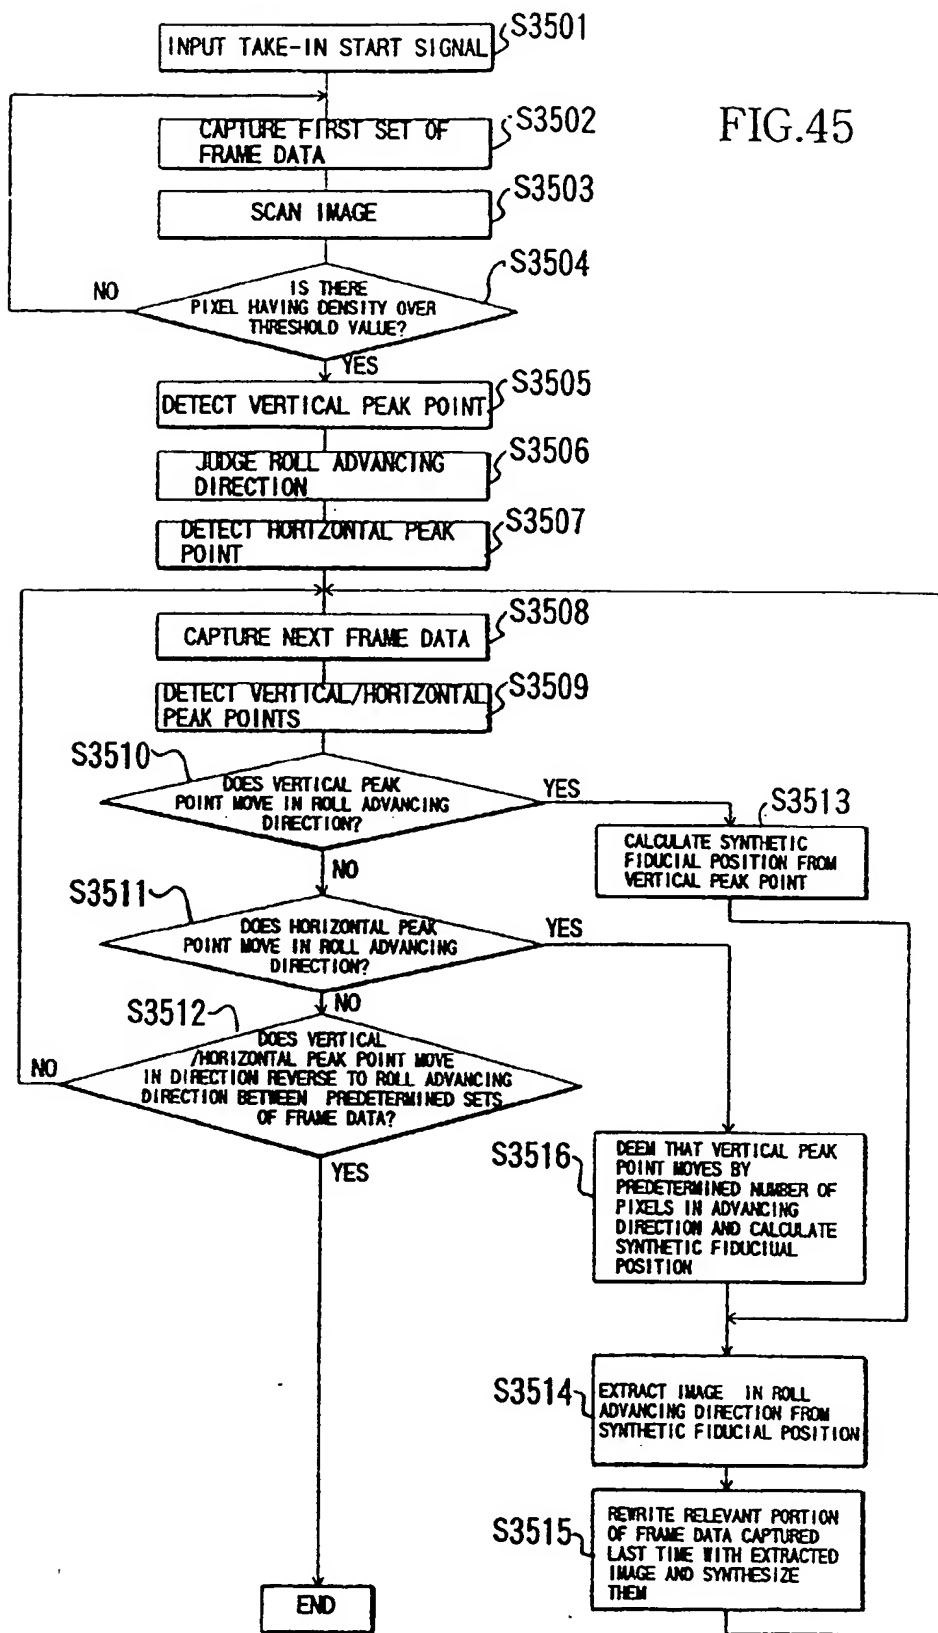 S3501
INPUT TAKE-IN START SIGNAL
FIG.45
S3502
CAPTURE FIRST SET OF
FRAME DATA
S3503
SCAN IMAGE
S3504
NO
IS THERE
PIXEL HAVING DENSITY OVER
THRESHOLD VALUE?
YES
S3505
DETECT VERTICAL PEAK POINT
S3506
JUDGE ROLL ADVANCING
DIRECTION
S3507
DETECT HORIZONTAL PEAK
POINT
S3508
CAPTURE NEXT FRAME DATA
S3509
DETECT VERTICAL/HORIZONTAL
PEAK POINTS
S3510
DOES VERTICAL PEAK
POINT MOVE IN ROLL ADVANCING
DIRECTION?
YES
NO
S3513
CALCULATE SYNTHETIC
FIDUCIAL POSITION FROM
VERTICAL PEAK POINT
S3511
DOES HORIZONTAL PEAK
POINT MOVE IN ROLL ADVANCING
DIRECTION?
YES
NO
S3512
DOES VERTICAL
/HORIZONTAL PEAK POINT MOVE
IN DIRECTION REVERSE TO ROLL ADVANCING
DIRECTION BETWEEN PREDETERMINED SETS
OF FRAME DATA?
NO
YES
S3516
DEEM THAT VERTICAL PEAK
POINT MOVES BY
PREDETERMINED NUMBER OF
PIXELS IN ADVANCING
DIRECTION AND CALCULATE
SYNTHETIC FIDUCIUAL
POSITION
S3514
EXTRACT IMAGE IN ROLL
ADVANCING DIRECTION FROM
SYNTHETIC FIDUCIAL POSITION
S3515
REWRITE RELEVANT PORTION
OF FRAME DATA CAPTURED
LAST TIME WITH EXTRACTED
IMAGE AND SYNTHESIZE
THEM
END